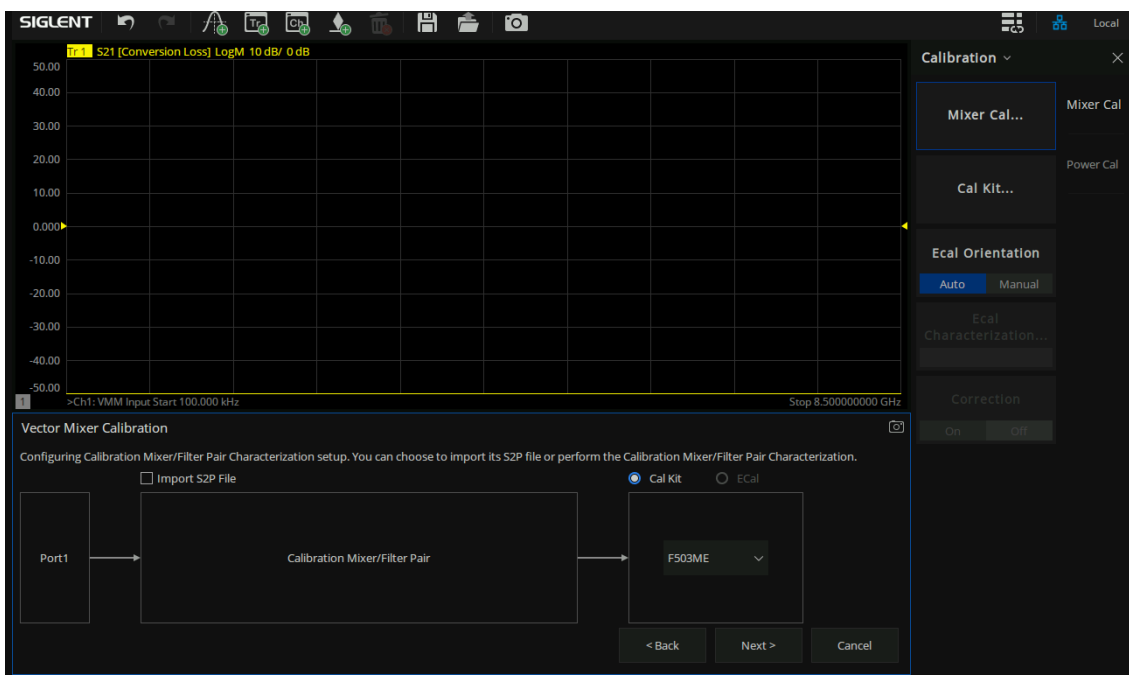 SIGLENT
Tr Ch Local
Tr 1 S21 [Conversion Loss] LogM 10 dB/ 0 dB
50.00
40.00
30.00
20.00
10.00
0.000
-10.00
-20.00
-30.00
-40.00
-50.00
1 >Ch1: VMM Input Start 100.000 kHz Stop 8.500000000 GHz
Calibration
Mixer Cal...
Mixer Cal
Power Cal
Cal Kit...
Ecal Orientation
Auto Manual
Ecal
Characterization...
Correction
On Off
Vector Mixer Calibration
Configuring Calibration Mixer/Filter Pair Characterization setup. You can choose to import its S2P file or perform the Calibration Mixer/Filter Pair Characterization.
Import S2P File Cal Kit ECal
Port1 Calibration Mixer/Filter Pair F503ME
< Back Next > Cancel